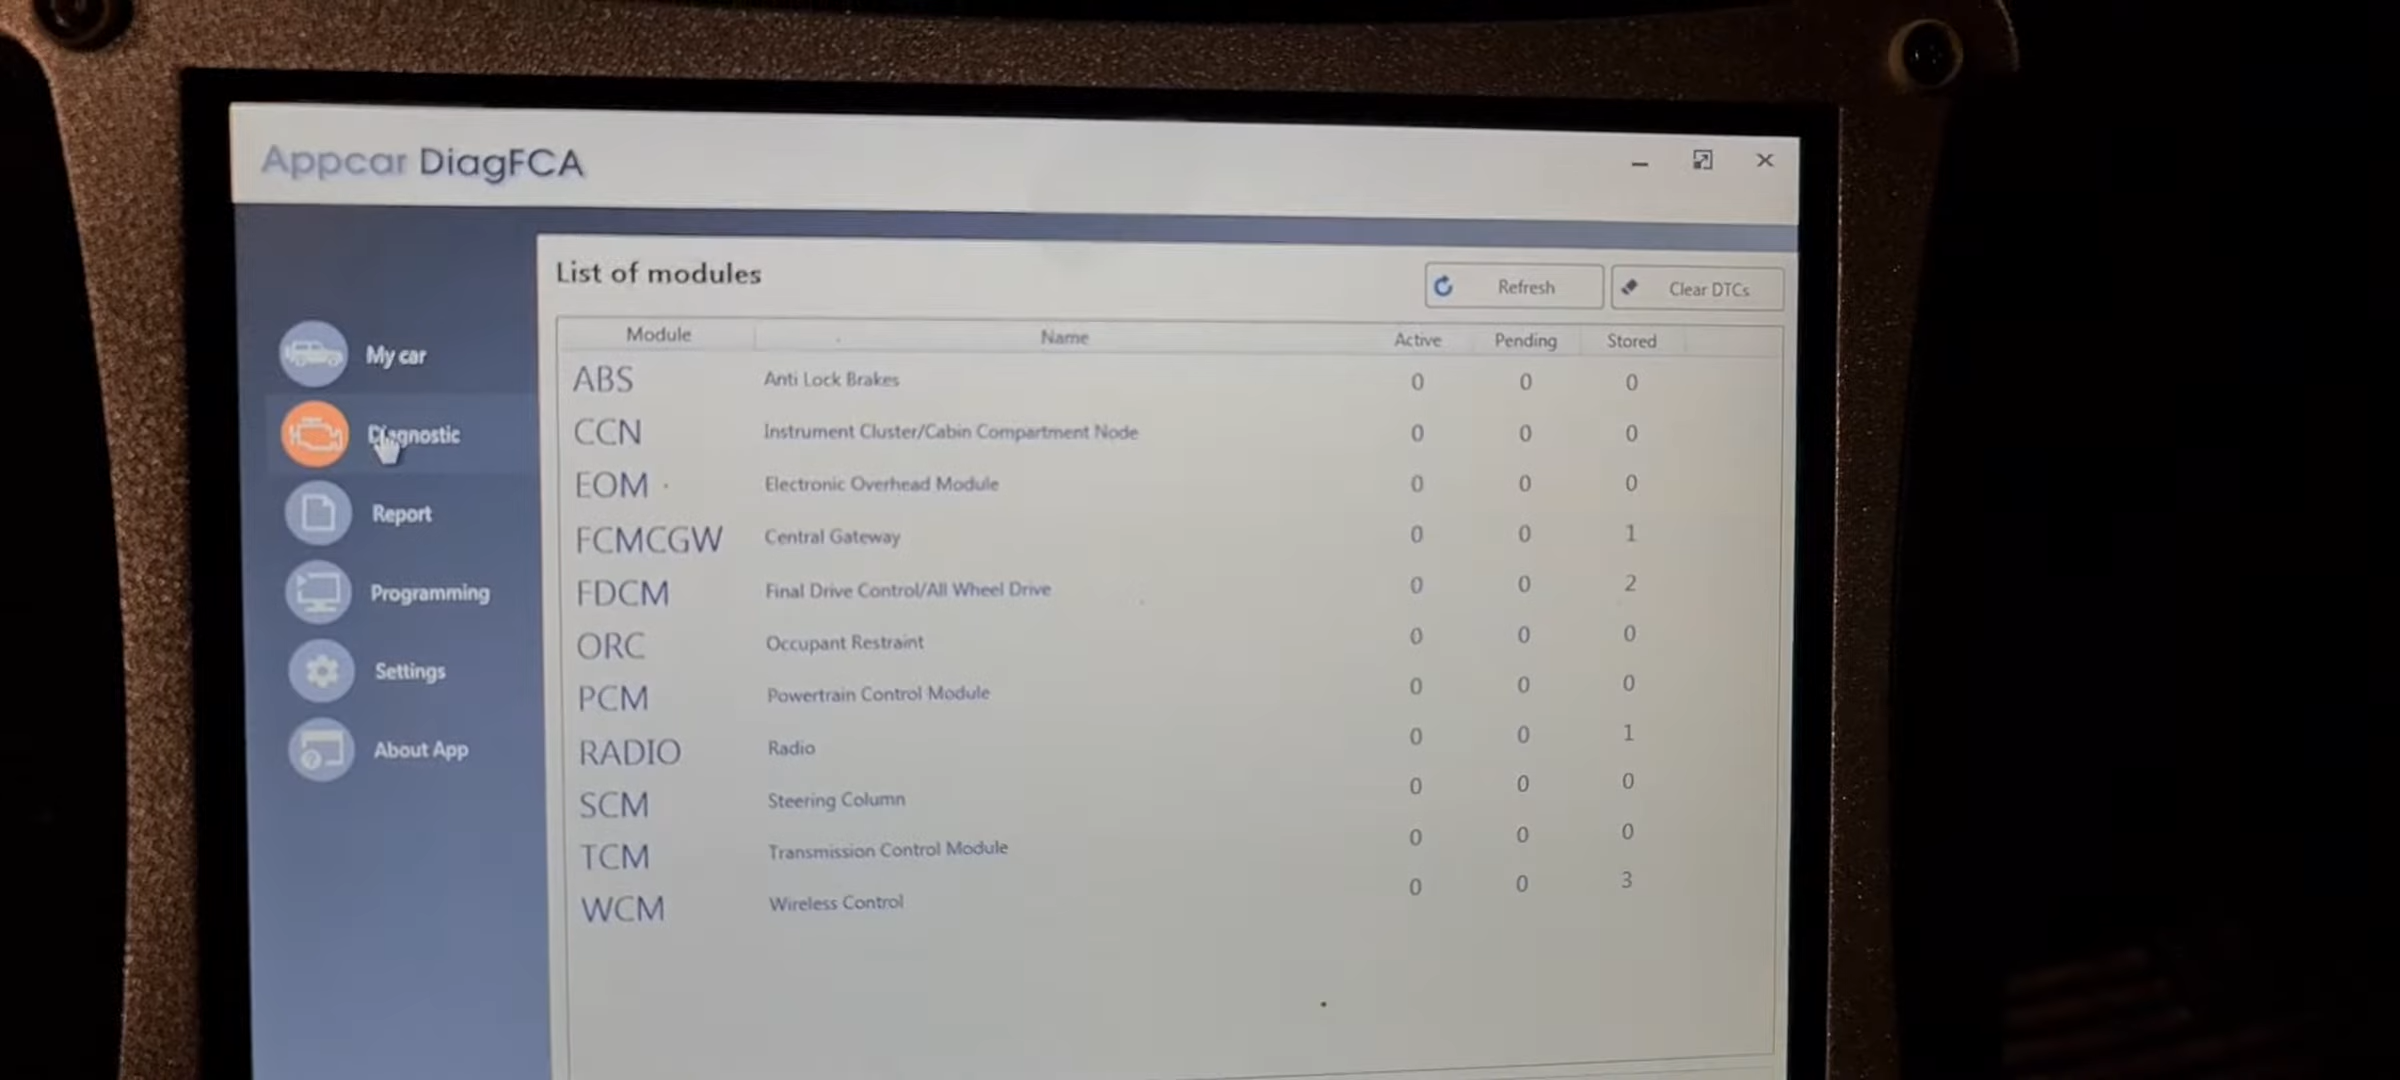 Appcar DiagFCA
My car
Diagnostic
Report
Programming
Settings
About App
List of modules
Refresh
Clear DTCs
Module Name Active Pending Stored
ABS Anti Lock Brakes 0 0 0
CCN Instrument Cluster/Cabin Compartment Node 0 0 0
EOM Electronic Overhead Module 0 0 0
FCMCGW Central Gateway 0 0 1
FDCM Final Drive Control/All Wheel Drive 0 0 2
ORC Occupant Restraint 0 0 0
PCM Powertrain Control Module 0 0 0
RADIO Radio 0 0 1
SCM Steering Column 0 0 0
TCM Transmission Control Module 0 0 0
WCM Wireless Control 0 0 3